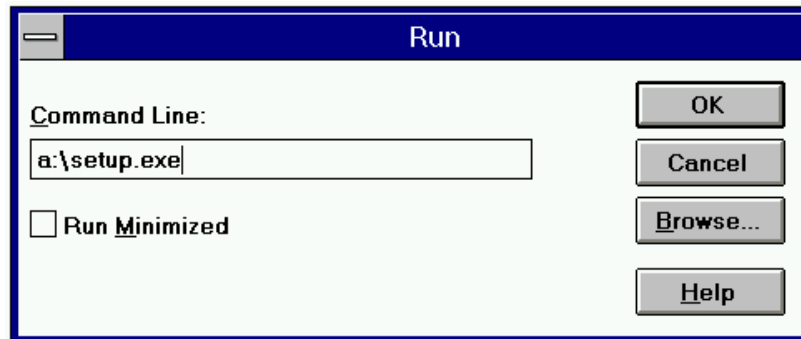 Run
Command Line:
a:\setup.exe
Run Minimized
OK
Cancel
Browse...
Help